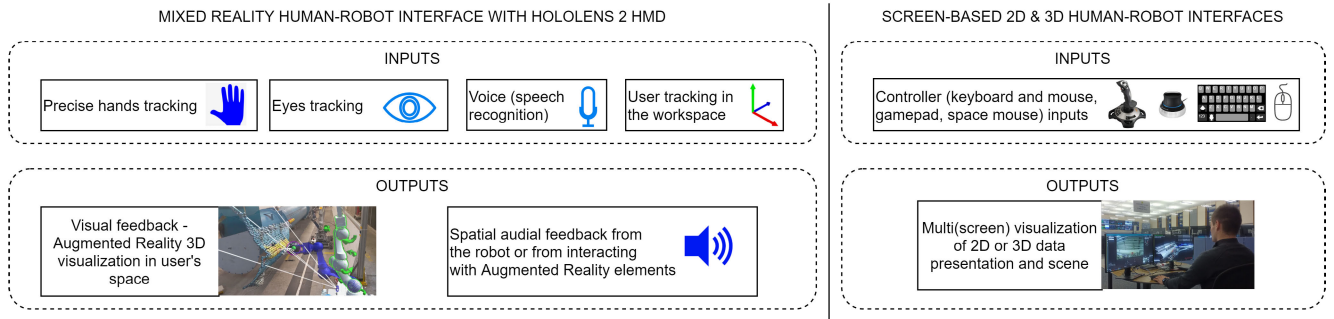 MIXED REALITY HUMAN-ROBOT INTERFACE WITH HOLOLENS 2 HMD
INPUTS
Precise hands tracking
Eyes tracking
Voice (speech
recognition)
User tracking in
the workspace
OUTPUTS
Visual feedback -
Augmented Reality 3D
visualization in user's
space
Spatial audial feedback from
the robot or from interacting
with Augmented Reality elements
SCREEN-BASED 2D & 3D HUMAN-ROBOT INTERFACES
INPUTS
Controller (keyboard and mouse,
gamepad, space mouse) inputs
OUTPUTS
Multi(screen) visualization
of 2D or 3D data
presentation and scene